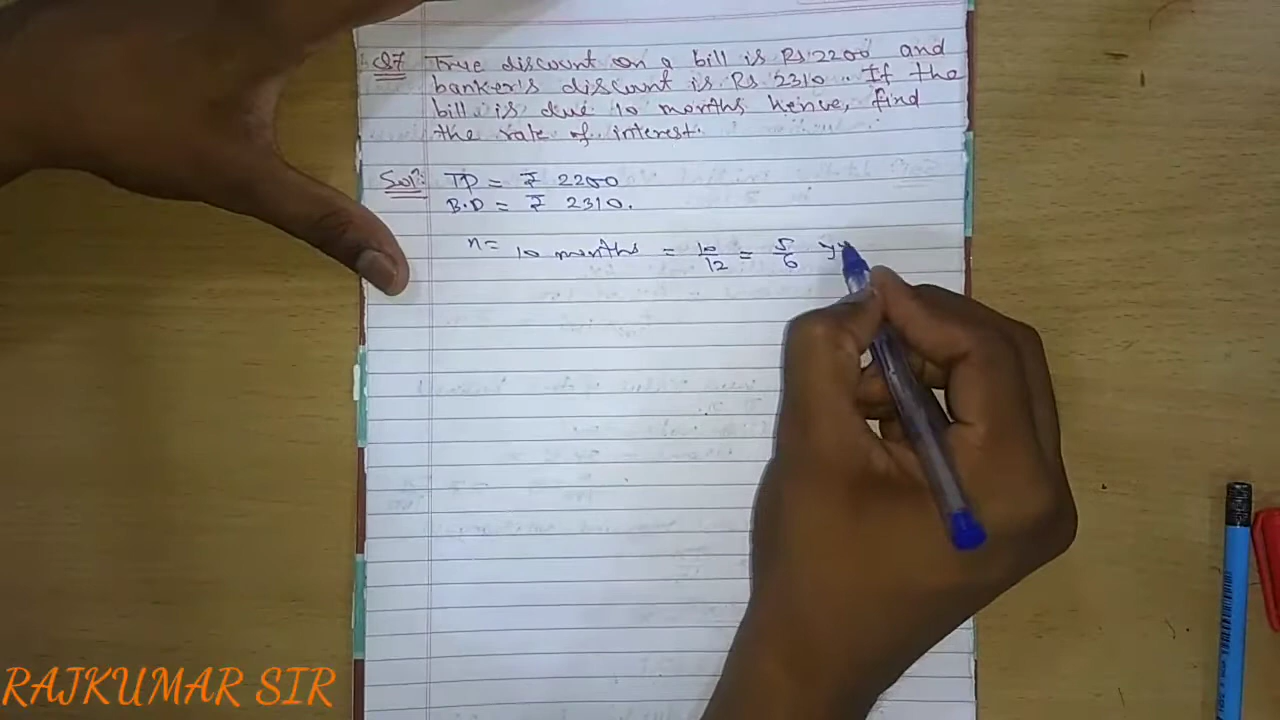 Q7 True discount on a bill is Rs 2200 and
banker's discount is Rs 2310. If the
bill is due 10 months hence, find
the rate of interest.
Solⁿ: TD = ₹ 2200
B.D = ₹ 2310.
n = 10 months = 10/12 = 5/6 yr
RAJKUMAR SIR